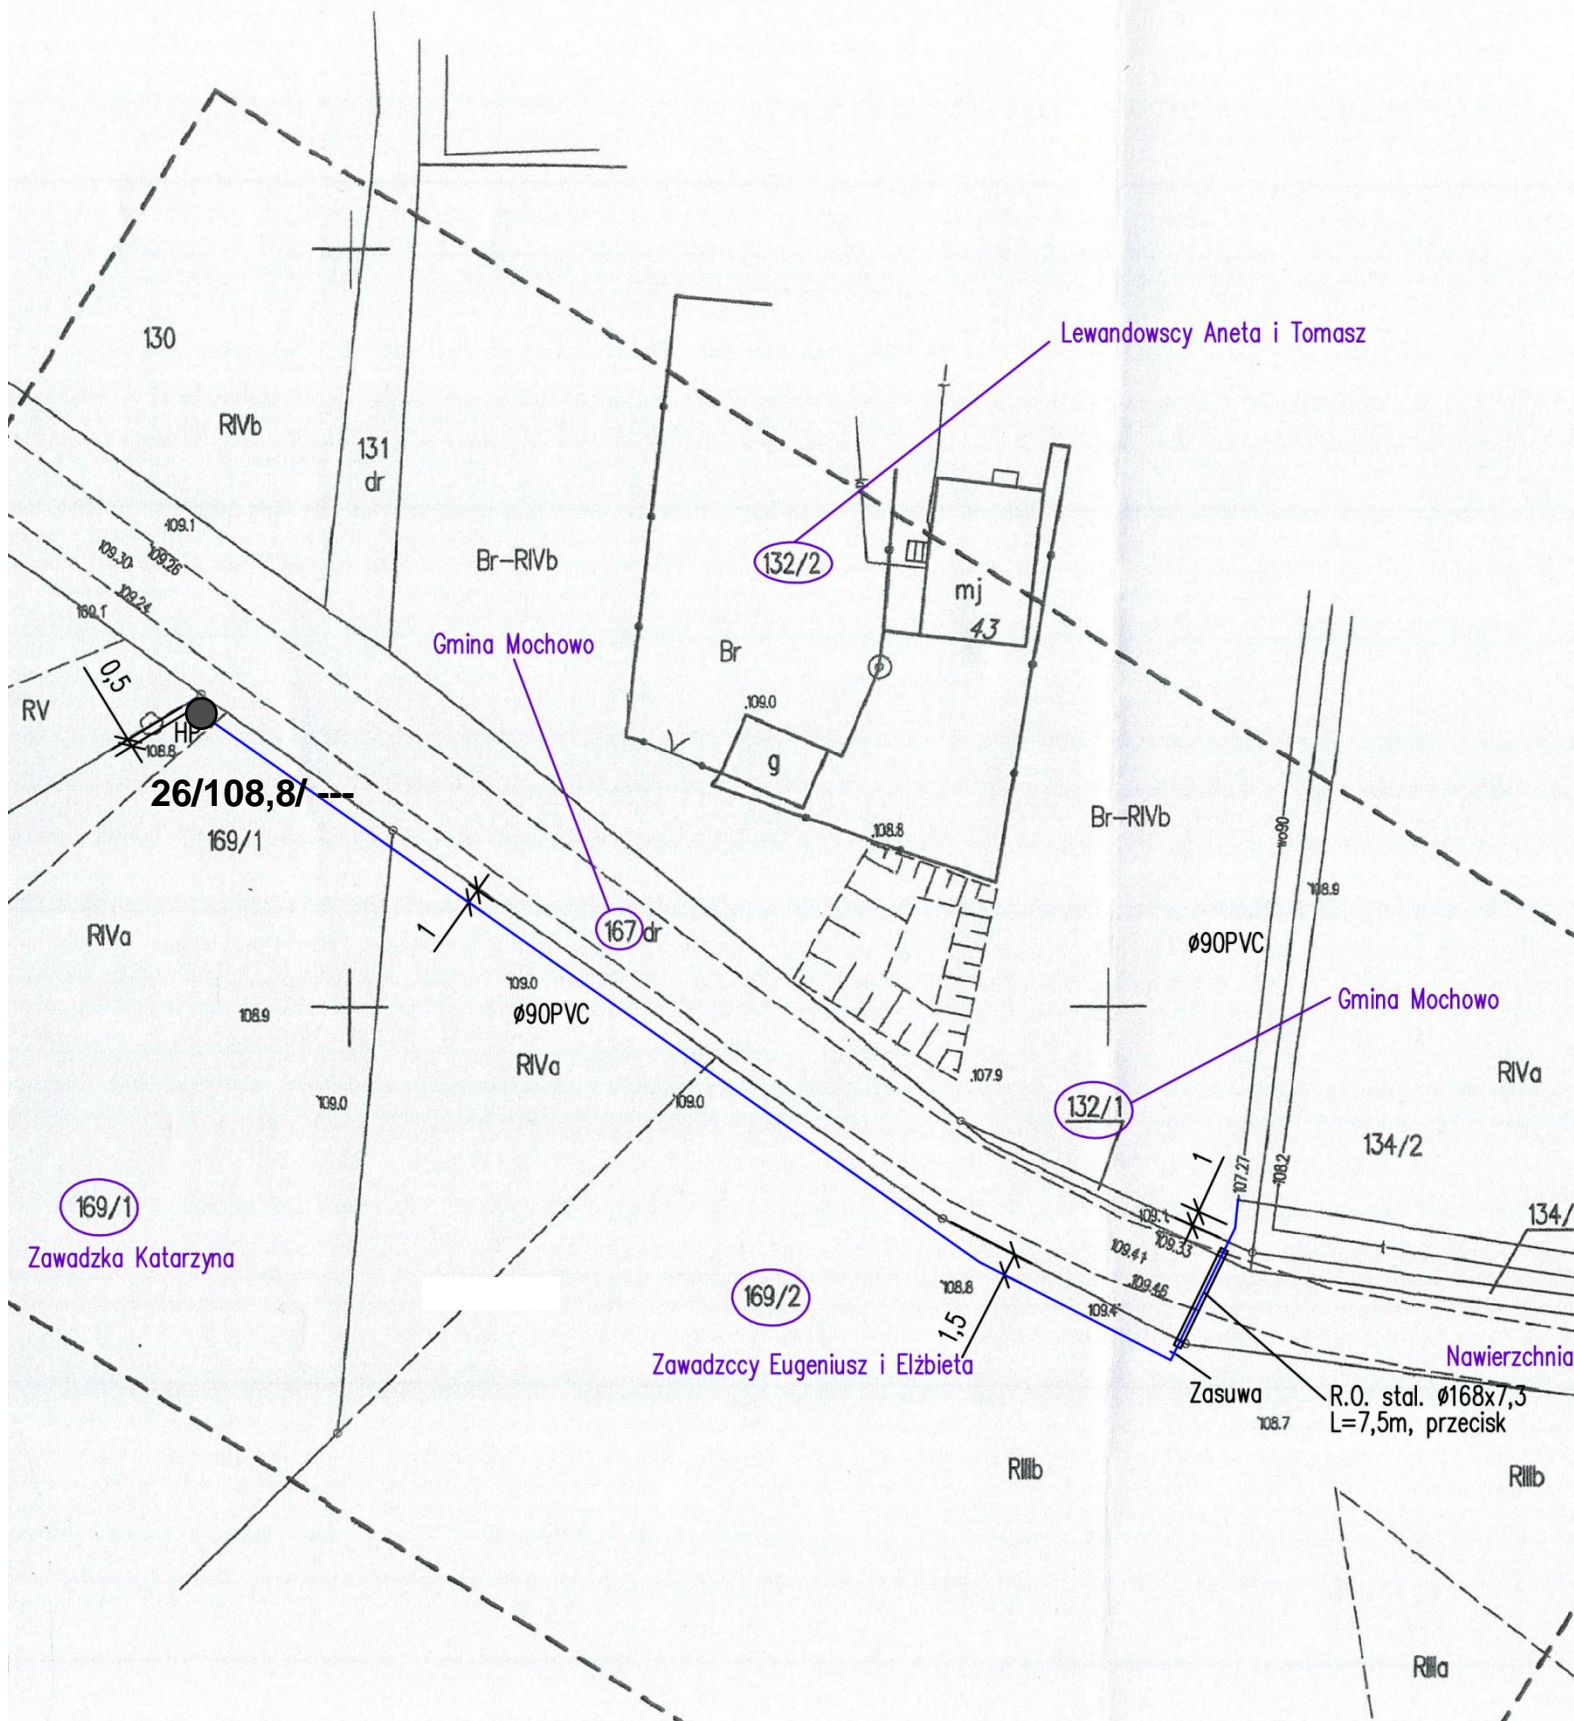 Lewandowscy Aneta i Tomasz
130
RIVb
131
dr
109.1
109.30
109.26
109.24
Br-RIVb
132/2
mj
43
Gmina Mochowo
Br
0,5
RV
HP
108.8
109.0
g
26/108,8/ ---
169/1
Br-RIVb
wo90
108.8
108.9
RIVa
1
167 dr
ø90PVC
109.0
108.9
ø90PVC
Gmina Mochowo
RIVa
107.9
RIVa
109.0
109.0
132/1
134/2
1
107.27
108.2
169/1
109.1
134/
Zawadzka Katarzyna
109.41
109.33
169/2
108.8
109.46
109.4
1,5
Zawadzccy Eugeniusz i Elżbieta
Nawierzchnia
Zasuwa
R.O. stal. ø168x7,3
L=7,5m, przecisk
108.7
RIIIb
RIIIb
RIIIa